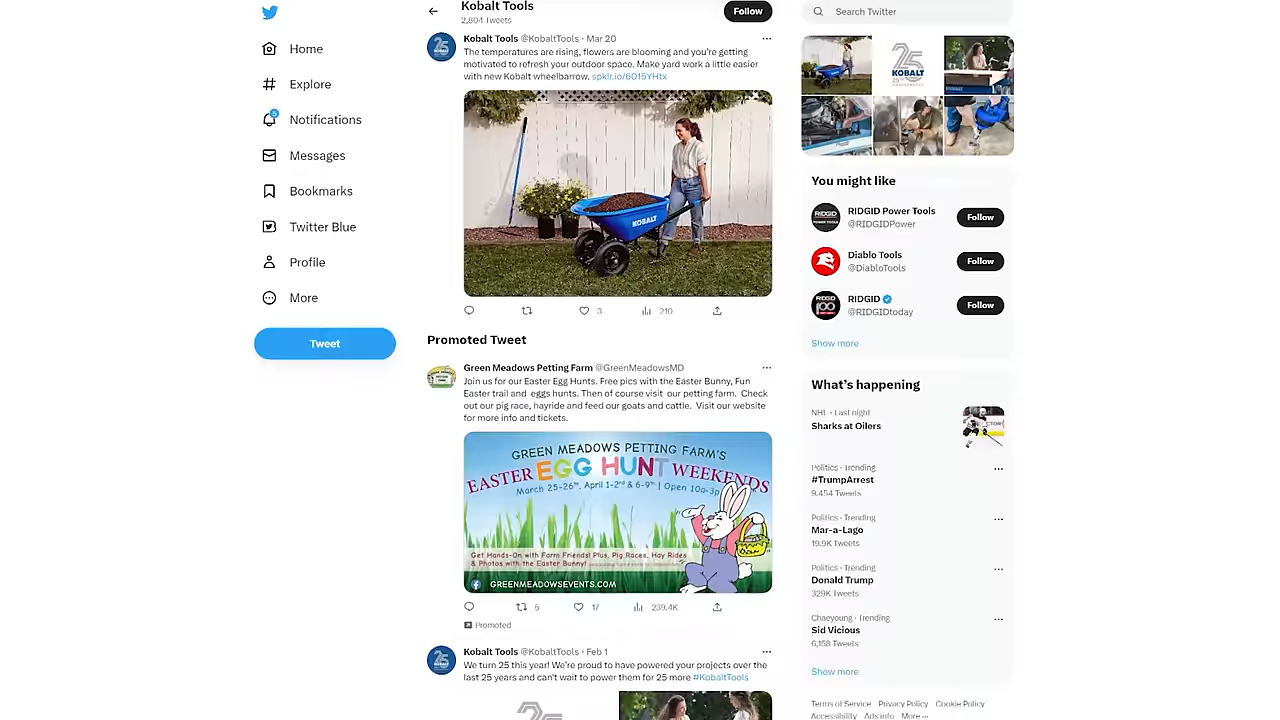 Kobalt Tools
2,804 Tweets
Follow
Home
Explore
5
Notifications
Messages
Bookmarks
Twitter Blue
Profile
More
Tweet
Kobalt Tools @KobaltTools · Mar 20
The temperatures are rising, flowers are blooming and you're getting
motivated to refresh your outdoor space. Make yard work a little easier
with new Kobalt wheelbarrow. spklr.io/6015YHtx
KOBALT
3
210
Promoted Tweet
Green Meadows Petting Farm @GreenMeadowsMD
Join us for our Easter Egg Hunts. Free pics with the Easter Bunny, Fun
Easter trail and eggs hunts. Then of course visit our petting farm. Check
out our pig race, hayride and feed our goats and cattle. Visit our website
for more info and tickets.
GREEN MEADOWS PETTING FARM'S
EASTER EGG HUNT WEEKENDS
March 25-26th, April 1-2nd & 6-9th | Open 10a-3p
Get Hands-On with Farm Friends! Plus, Pig Races, Hay Rides
& Photos with the Easter Bunny!
GREENMEADOWSEVENTS.COM
5
17
239.4K
Promoted
Kobalt Tools @KobaltTools · Feb 1
We turn 25 this year! We're proud to have powered your projects over the
last 25 years and can't wait to power them for 25 more #KobaltTools
25
Search Twitter
25
KOBALT
ANNIVERSARY
You might like
RIDGID Power Tools
@RIDGIDPower
Follow
Diablo Tools
@DiabloTools
Follow
RIDGID
@RIDGIDtoday
Follow
Show more
What's happening
NHL · Last night
Sharks at Oilers
Politics · Trending
#TrumpArrest
9,454 Tweets
Politics · Trending
Mar-a-Lago
19.9K Tweets
Politics · Trending
Donald Trump
329K Tweets
Chaeyoung · Trending
Sid Vicious
6,158 Tweets
Show more
Terms of Service Privacy Policy Cookie Policy
Accessibility Ads info More ···